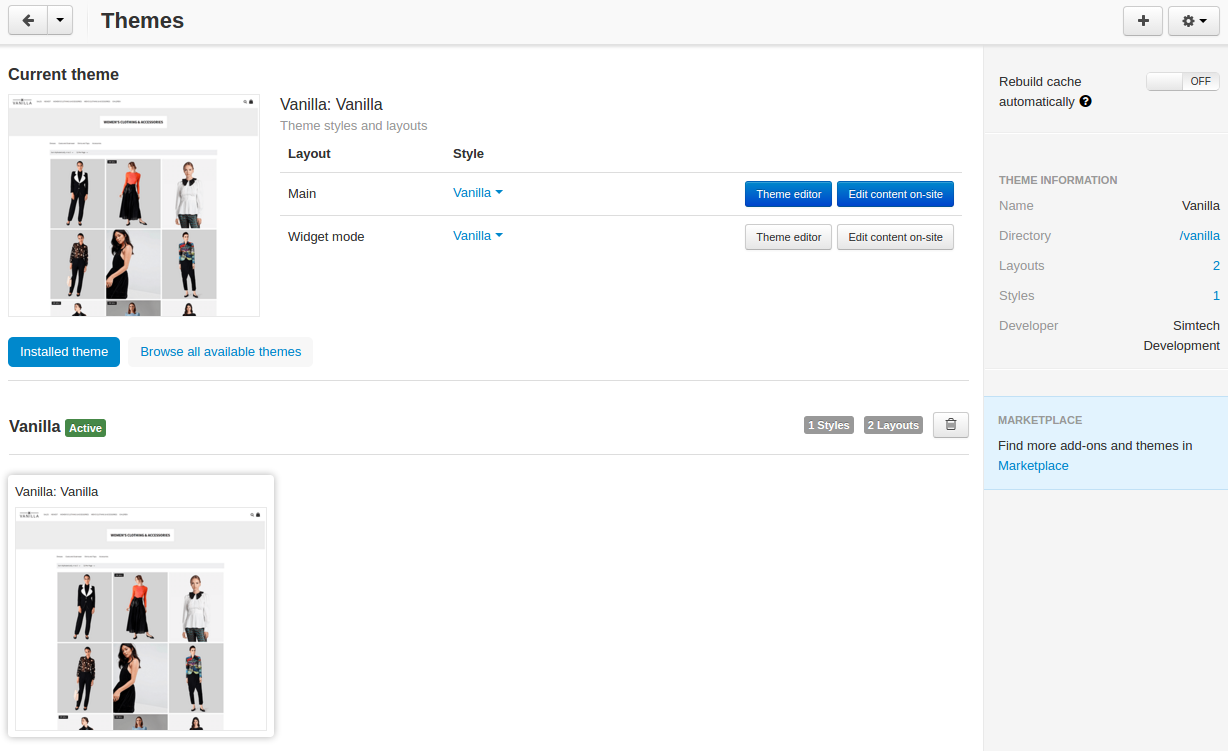 Themes
Current theme
VANILLA
WOMEN'S CLOTHING & ACCESSORIES
Vanilla: Vanilla
Theme styles and layouts
Layout Style
Main Vanilla Theme editor Edit content on-site
Widget mode Vanilla Theme editor Edit content on-site
Installed theme Browse all available themes
Vanilla Active 1 Styles 2 Layouts
Vanilla: Vanilla
VANILLA
WOMEN'S CLOTHING & ACCESSORIES
Rebuild cache OFF
automatically ?
THEME INFORMATION
Name Vanilla
Directory /vanilla
Layouts 2
Styles 1
Developer Simtech
Development
MARKETPLACE
Find more add-ons and themes in
Marketplace